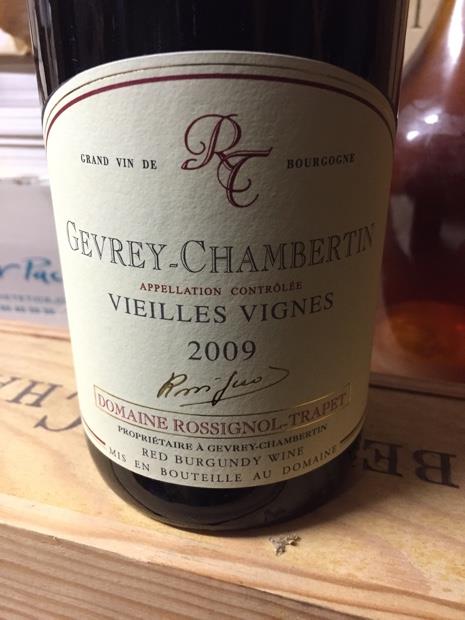 GRAND VIN DE RT BOURGOGNE
GEVREY-CHAMBERTIN
APPELLATION CONTRÔLÉE
VIEILLES VIGNES
2009
DOMAINE ROSSIGNOL-TRAPET
PROPRIÉTAIRE À GEVREY-CHAMBERTIN
RED BURGUNDY WINE
MIS EN BOUTEILLE AU DOMAINE